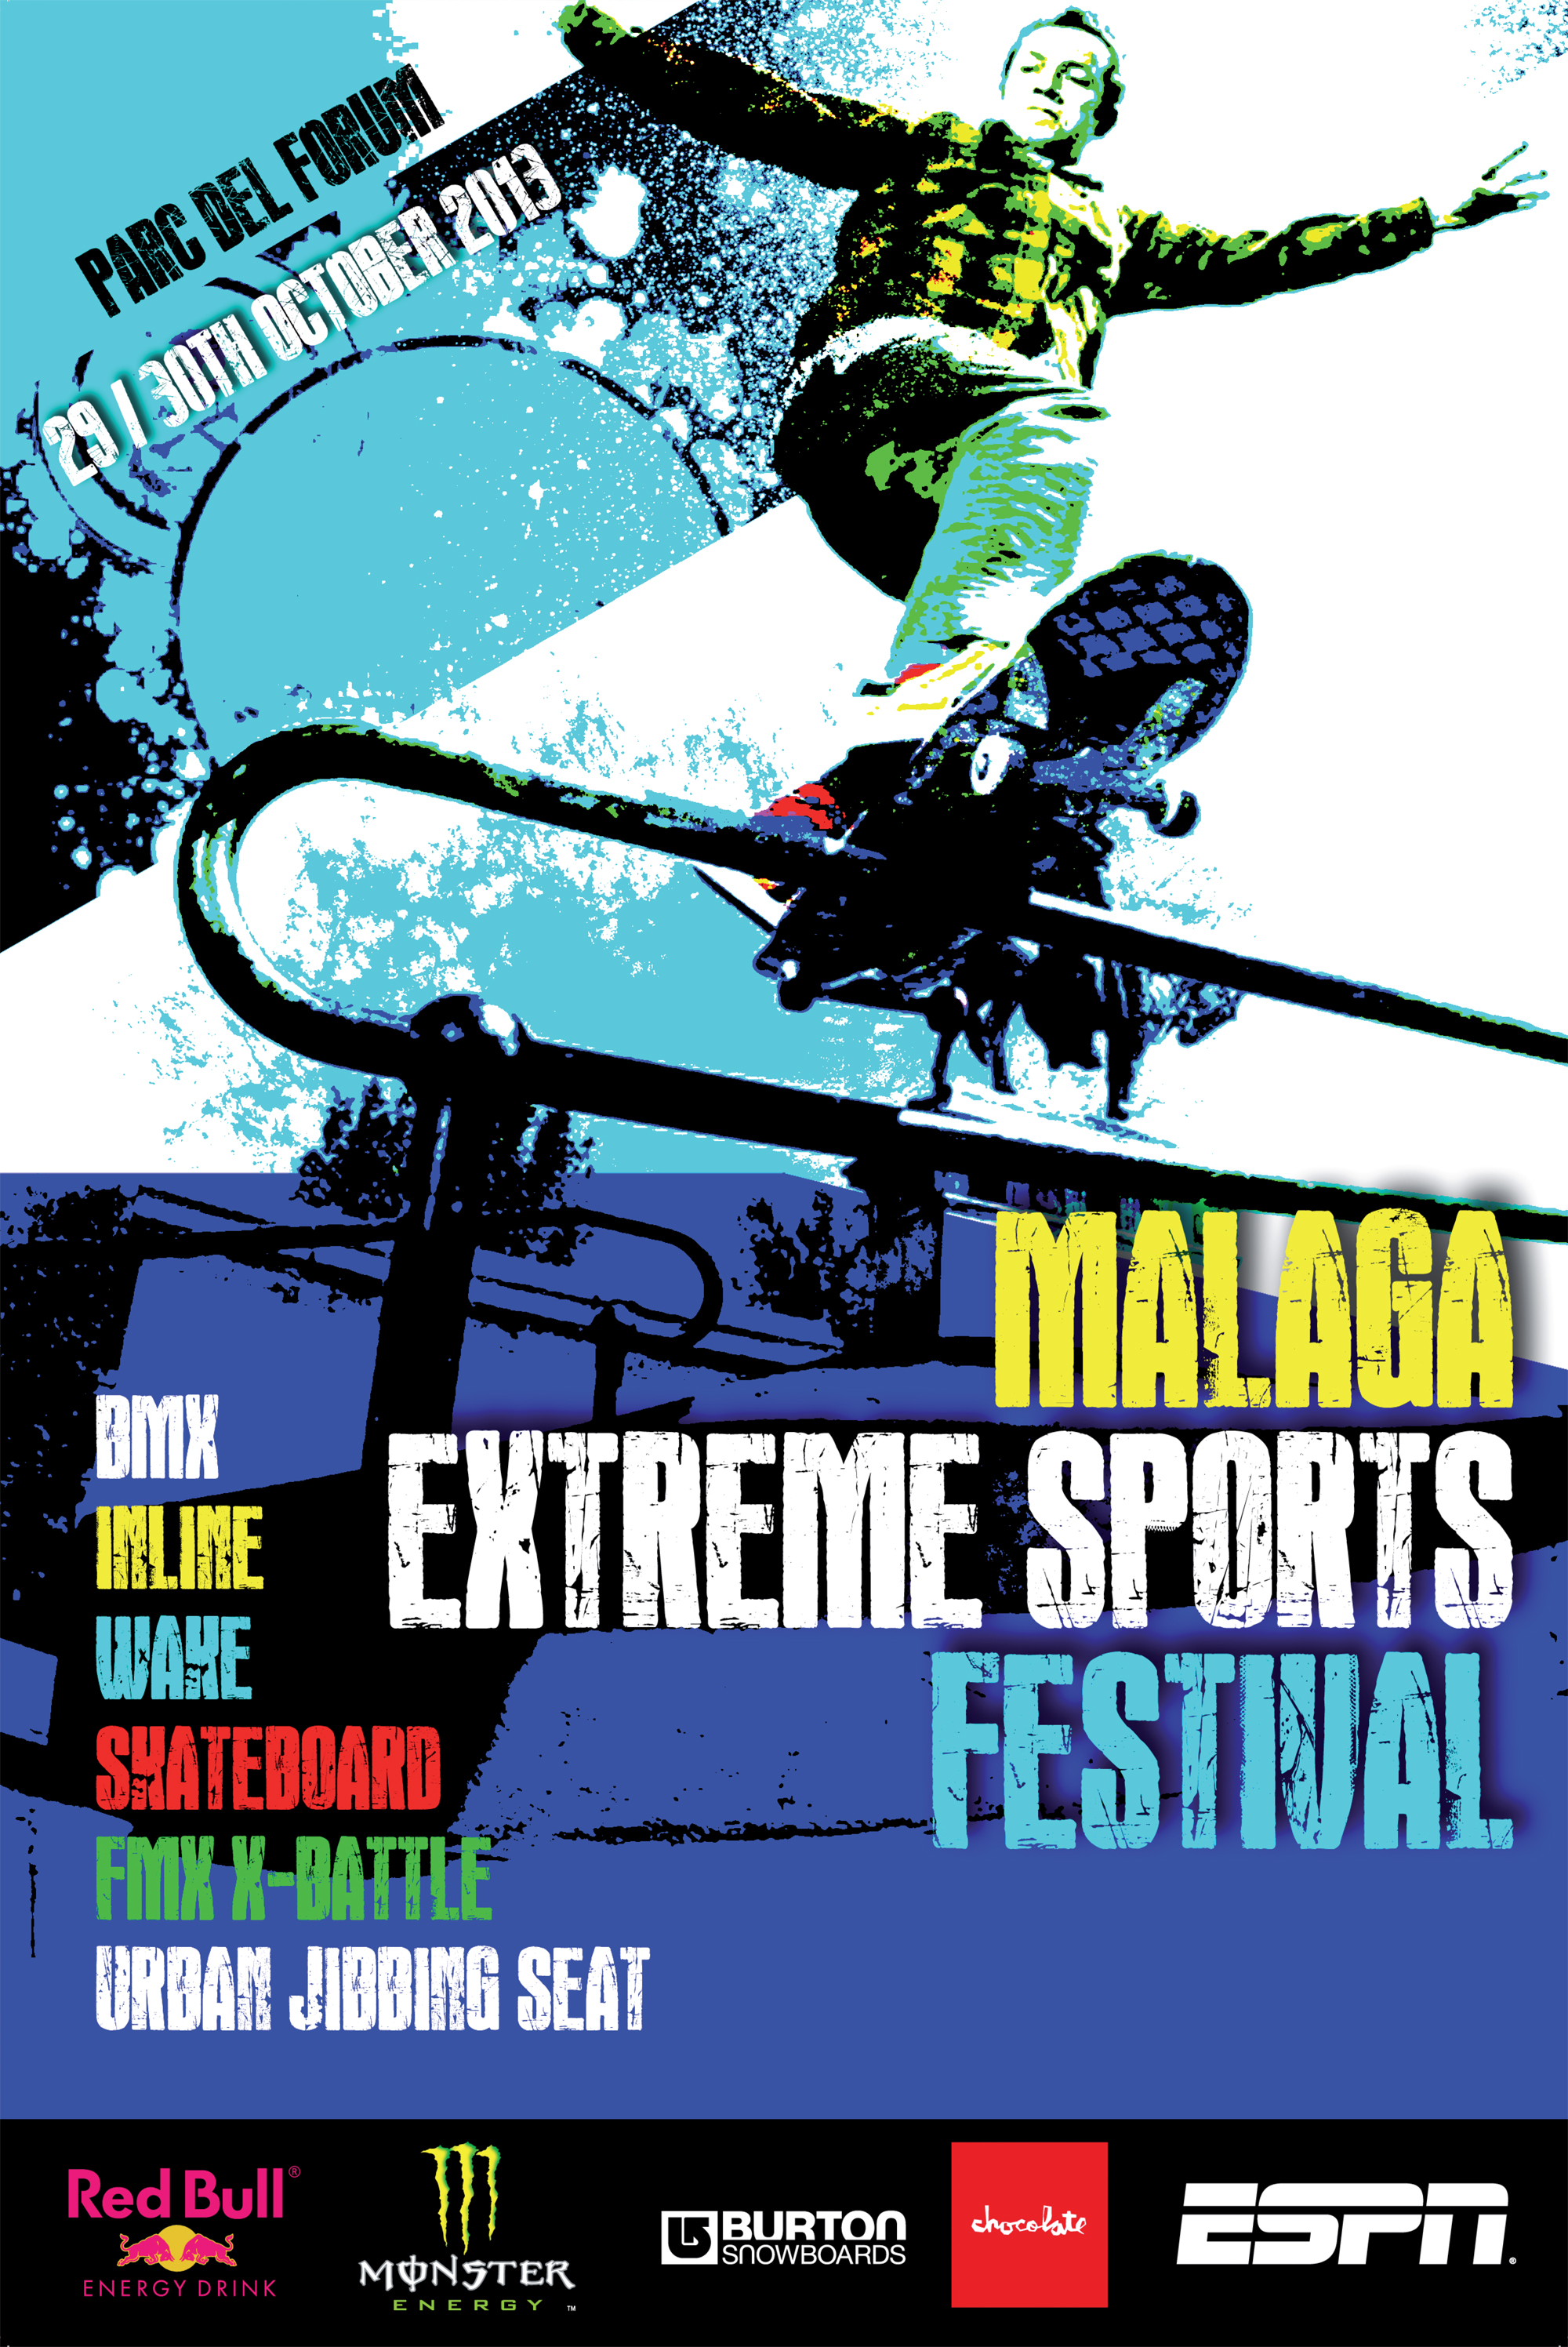 PARC DEL FORUM
29 / 30TH OCTOBER 2013
MALAGA
EXTREME SPORTS
FESTIVAL
BMX
INLINE
WAKE
SKATEBOARD
FMX X-BATTLE
URBAN JIBBING SEAT
Red Bull®
ENERGY DRINK
MONSTER
ENERGY ™
BURTON
SNOWBOARDS
chocolate
ESPN®